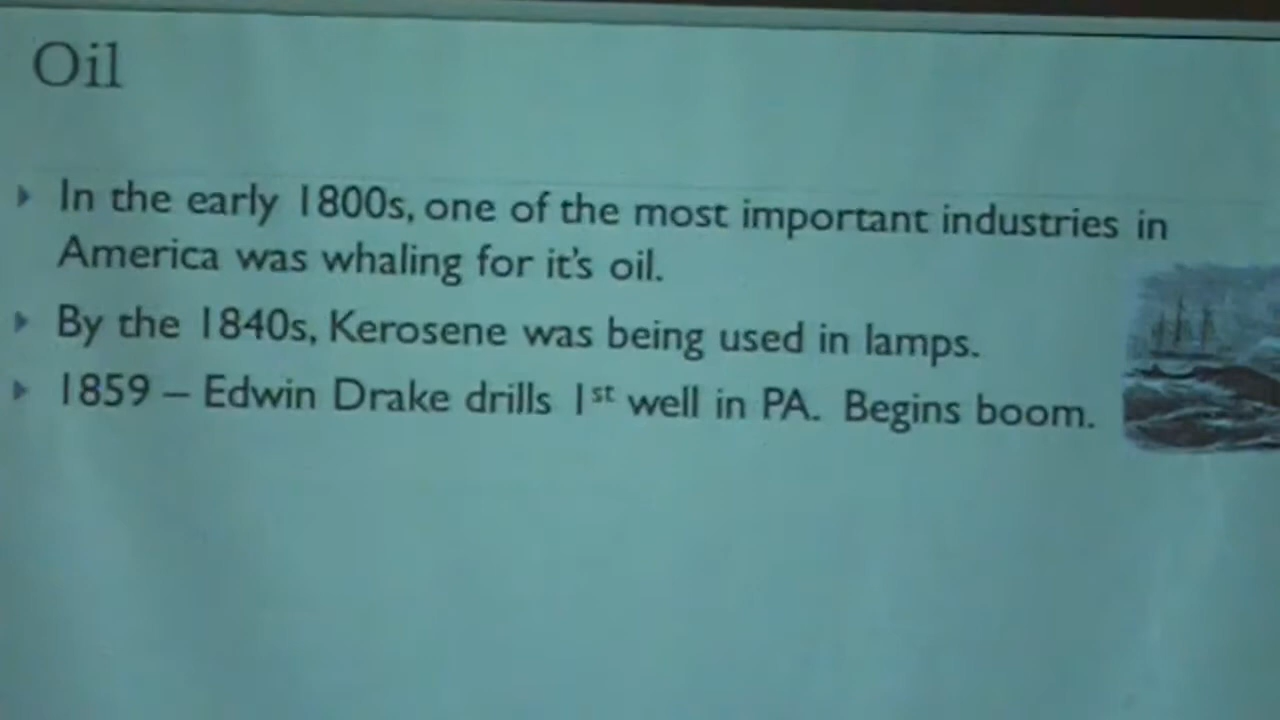 Oil
In the early 1800s, one of the most important industries in
America was whaling for it's oil.
By the 1840s, Kerosene was being used in lamps.
1859 – Edwin Drake drills 1st well in PA. Begins boom.